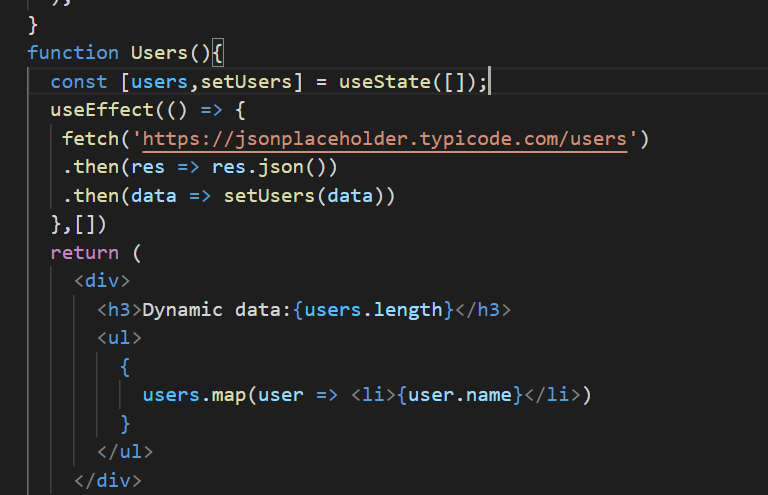 );
}
function Users(){
const [users,setUsers] = useState([]);
useEffect(() => {
fetch('https://jsonplaceholder.typicode.com/users')
.then(res => res.json())
.then(data => setUsers(data))
},[])
return (
<div>
<h3>Dynamic data:{users.length}</h3>
<ul>
{
users.map(user => <li>{user.name}</li>)
}
</ul>
</div>